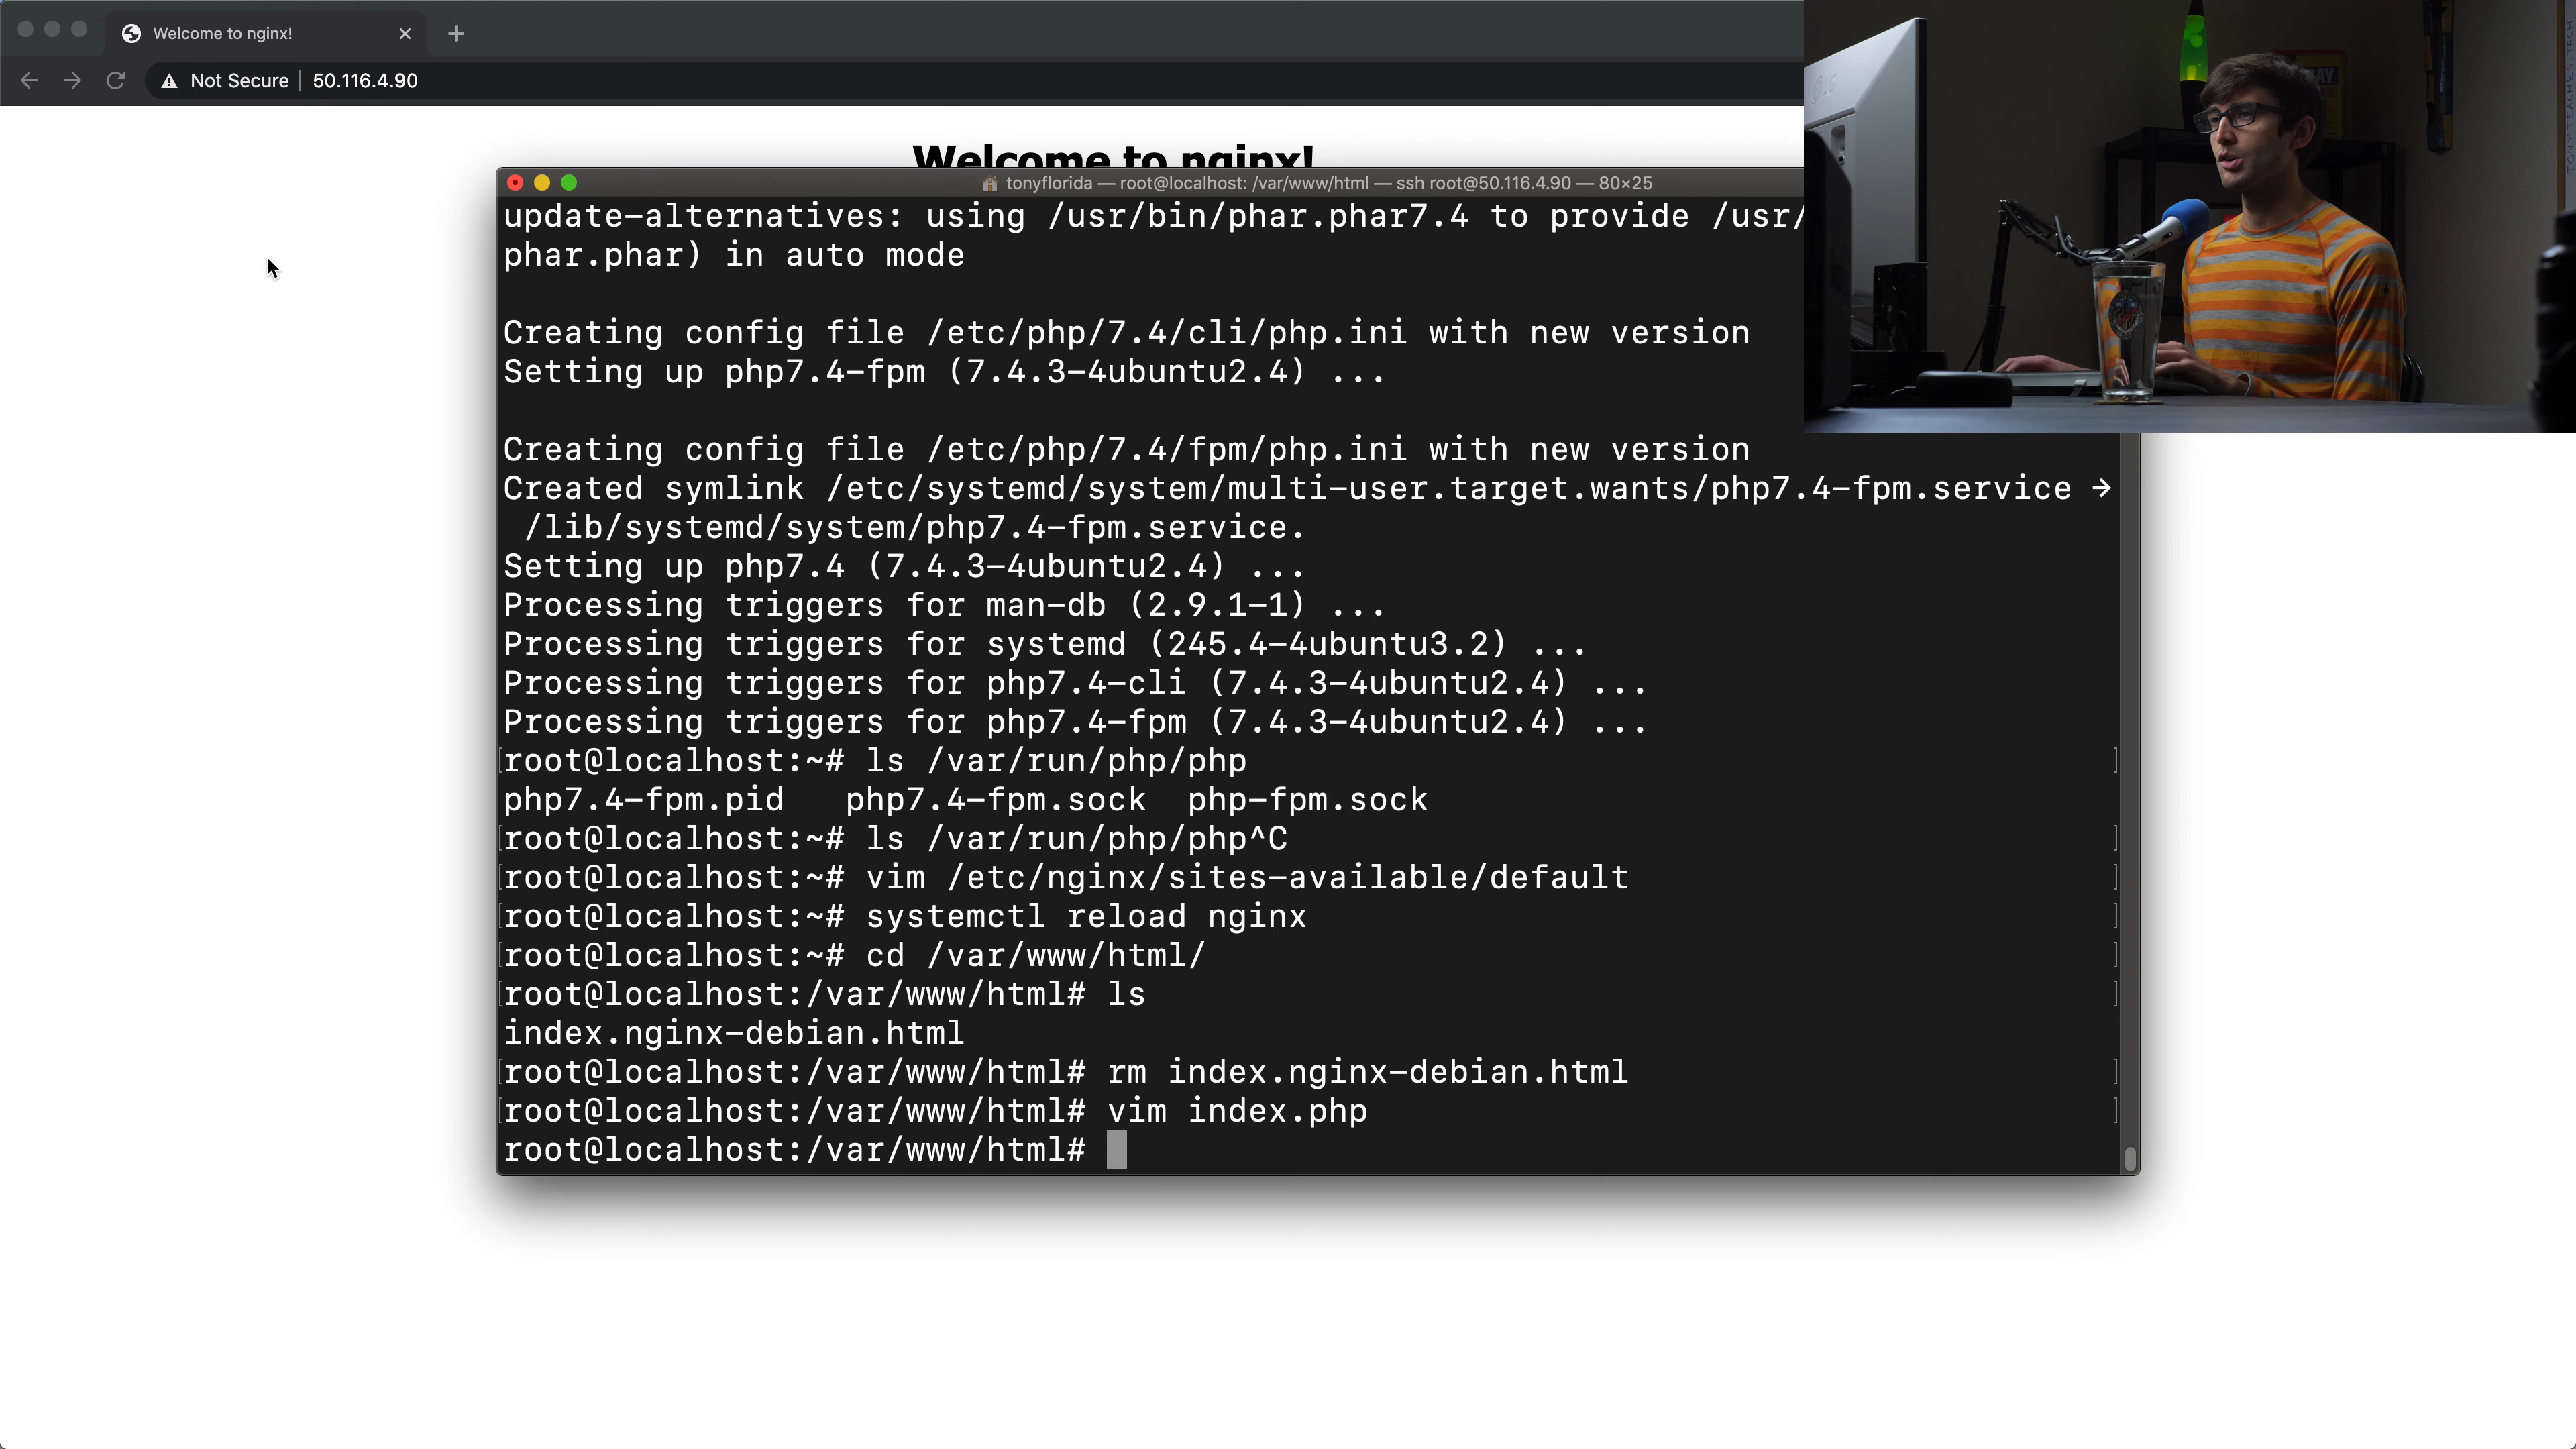 Welcome to nginx!
Not Secure | 50.116.4.90
Welcome to nginx!
tonyflorida — root@localhost: /var/www/html — ssh root@50.116.4.90 — 80×25
update-alternatives: using /usr/bin/phar.phar7.4 to provide /usr/
phar.phar) in auto mode
Creating config file /etc/php/7.4/cli/php.ini with new version
Setting up php7.4-fpm (7.4.3-4ubuntu2.4) ...
Creating config file /etc/php/7.4/fpm/php.ini with new version
Created symlink /etc/systemd/system/multi-user.target.wants/php7.4-fpm.service →
/lib/systemd/system/php7.4-fpm.service.
Setting up php7.4 (7.4.3-4ubuntu2.4) ...
Processing triggers for man-db (2.9.1-1) ...
Processing triggers for systemd (245.4-4ubuntu3.2) ...
Processing triggers for php7.4-cli (7.4.3-4ubuntu2.4) ...
Processing triggers for php7.4-fpm (7.4.3-4ubuntu2.4) ...
[root@localhost:~# ls /var/run/php/php ]
php7.4-fpm.pid php7.4-fpm.sock php-fpm.sock
[root@localhost:~# ls /var/run/php/php^C ]
[root@localhost:~# vim /etc/nginx/sites-available/default ]
[root@localhost:~# systemctl reload nginx ]
[root@localhost:~# cd /var/www/html/ ]
[root@localhost:/var/www/html# ls ]
index.nginx-debian.html
[root@localhost:/var/www/html# rm index.nginx-debian.html ]
[root@localhost:/var/www/html# vim index.php ]
root@localhost:/var/www/html#
LG